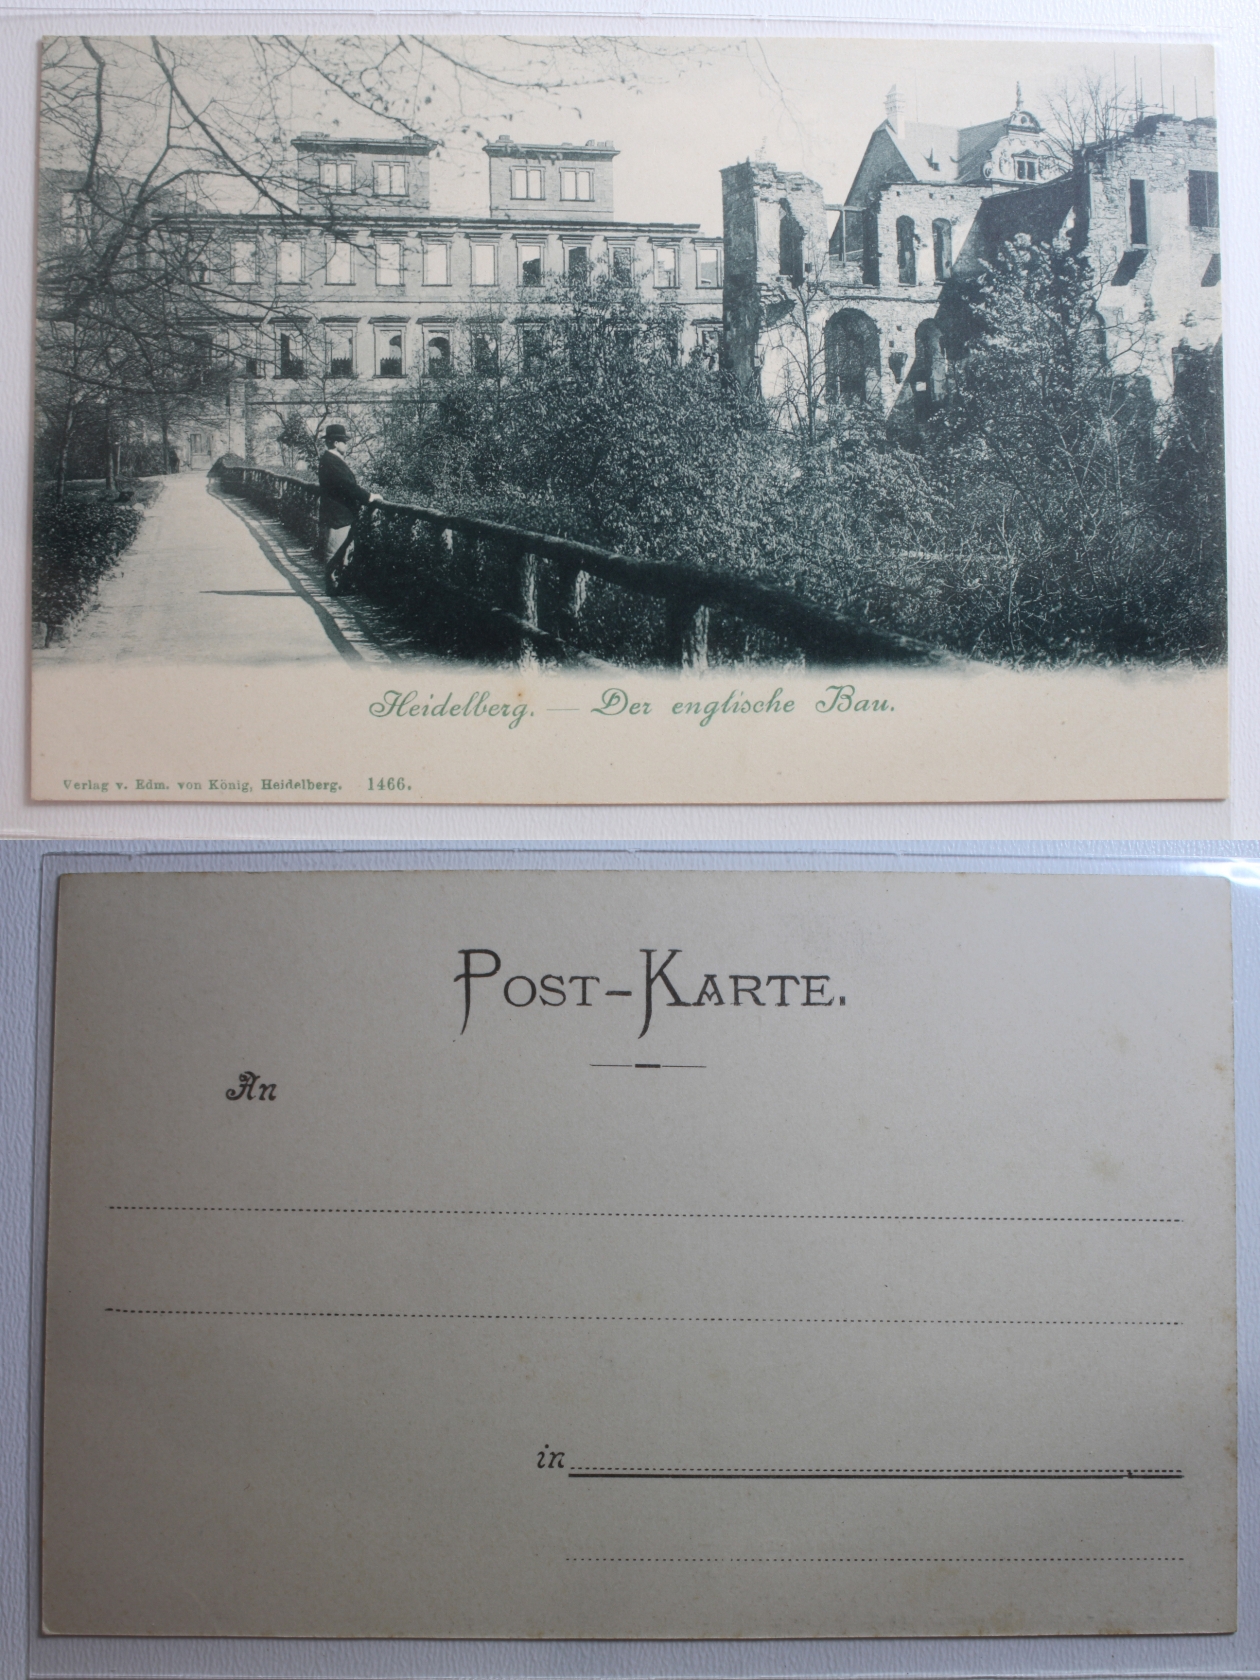 Heidelberg. — Der englische Bau.
Verlag v. Edm. von König, Heidelberg. 1466.
POST-KARTE.
An
in